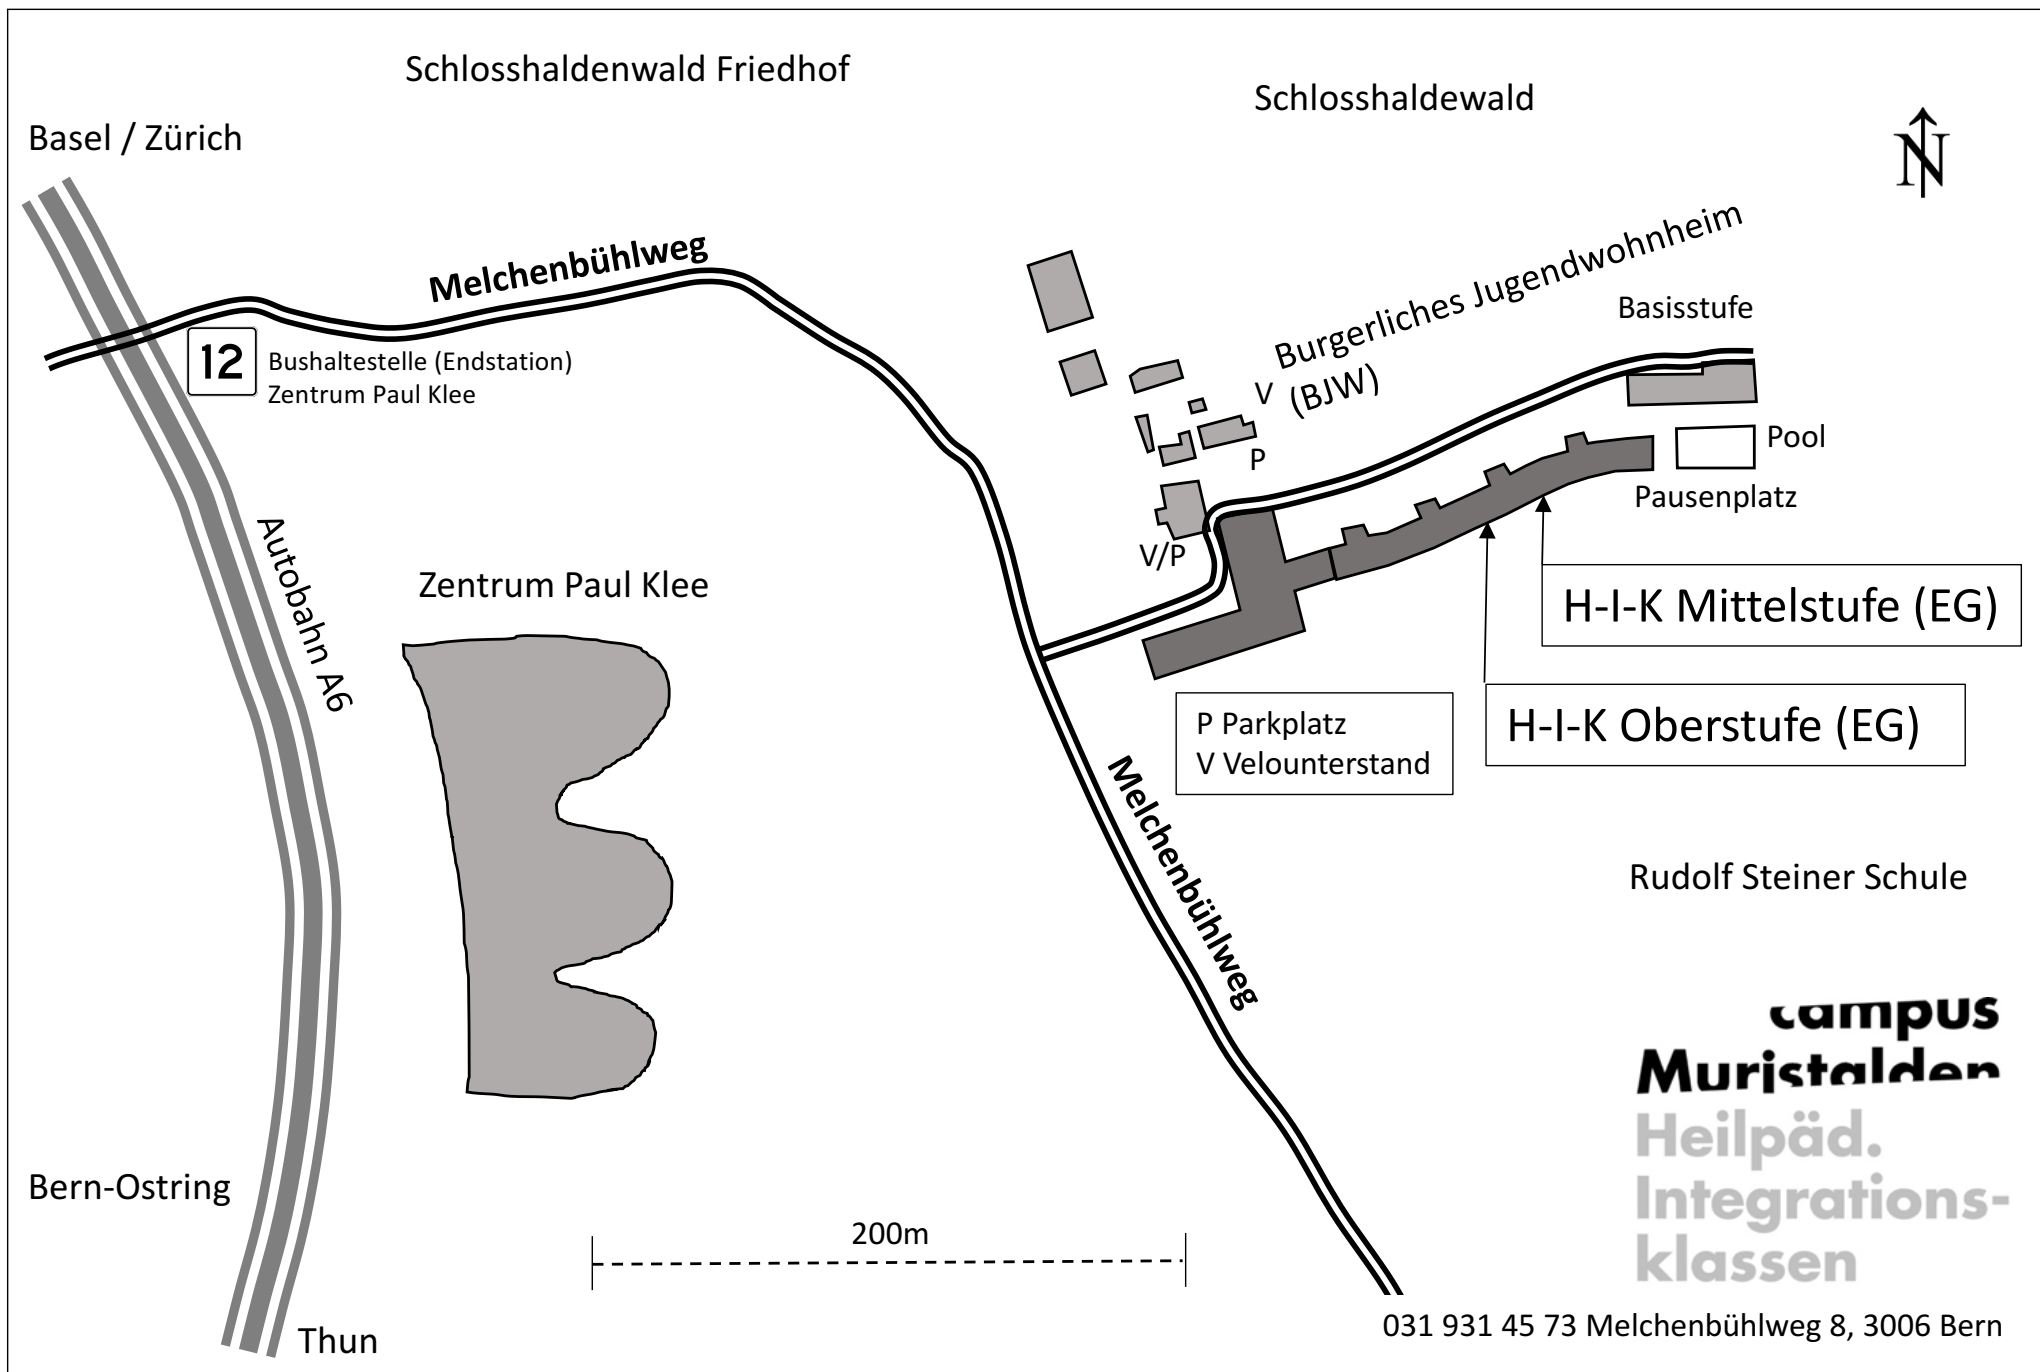 Schlosshaldenwald Friedhof
Schlosshaldewald
Basel / Zürich
N
Melchenbühlweg
Burgerliches Jugendwohnheim
(BJW)
Basisstufe
12
Bushaltestelle (Endstation)
Zentrum Paul Klee
V
P
Pool
Pausenplatz
V/P
Autobahn A6
Zentrum Paul Klee
H-I-K Mittelstufe (EG)
H-I-K Oberstufe (EG)
P Parkplatz
V Velounterstand
Melchenbühlweg
Rudolf Steiner Schule
campus
Muristalden
Heilpäd.
Integrations-
klassen
Bern-Ostring
200m
Thun
031 931 45 73 Melchenbühlweg 8, 3006 Bern